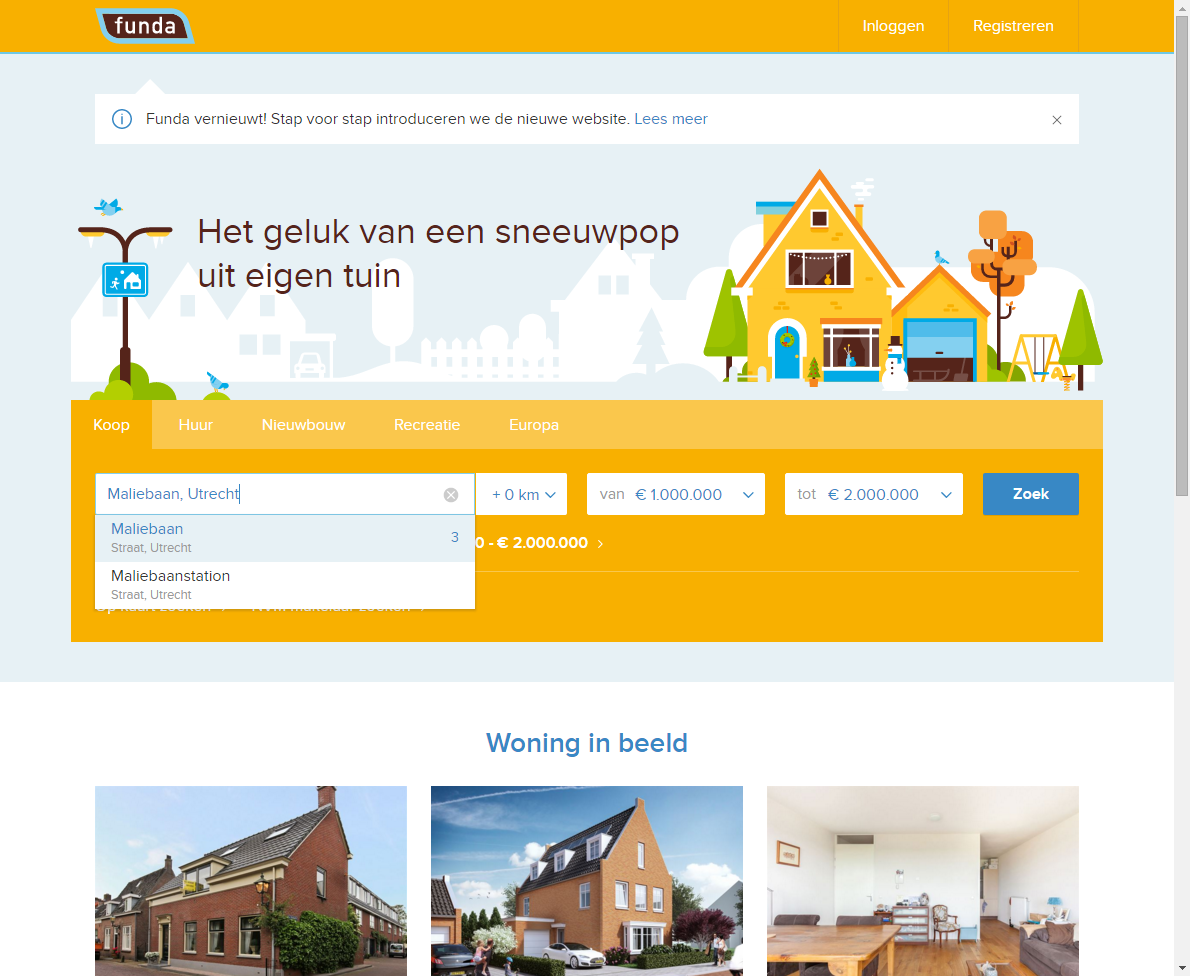 funda
Inloggen
Registreren
Funda vernieuwt! Stap voor stap introduceren we de nieuwe website. Lees meer
Het geluk van een sneeuwpop
uit eigen tuin
Koop
Huur
Nieuwbouw
Recreatie
Europa
Maliebaan, Utrecht
+ 0 km
van € 1.000.000
tot € 2.000.000
Zoek
Maliebaan
Straat, Utrecht
3
0 - € 2.000.000
Maliebaanstation
Straat, Utrecht
Woning in beeld